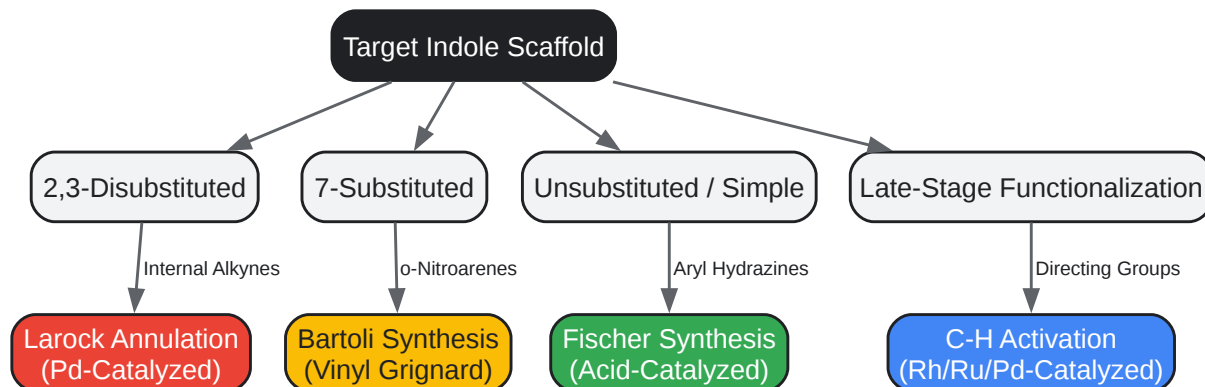 Target Indole Scaffold
2,3-Disubstituted
7-Substituted
Unsubstituted / Simple
Late-Stage Functionalization
Internal Alkynes
o-Nitroarenes
Aryl Hydrazines
Directing Groups
Larock Annulation
(Pd-Catalyzed)
Bartoli Synthesis
(Vinyl Grignard)
Fischer Synthesis
(Acid-Catalyzed)
C-H Activation
(Rh/Ru/Pd-Catalyzed)